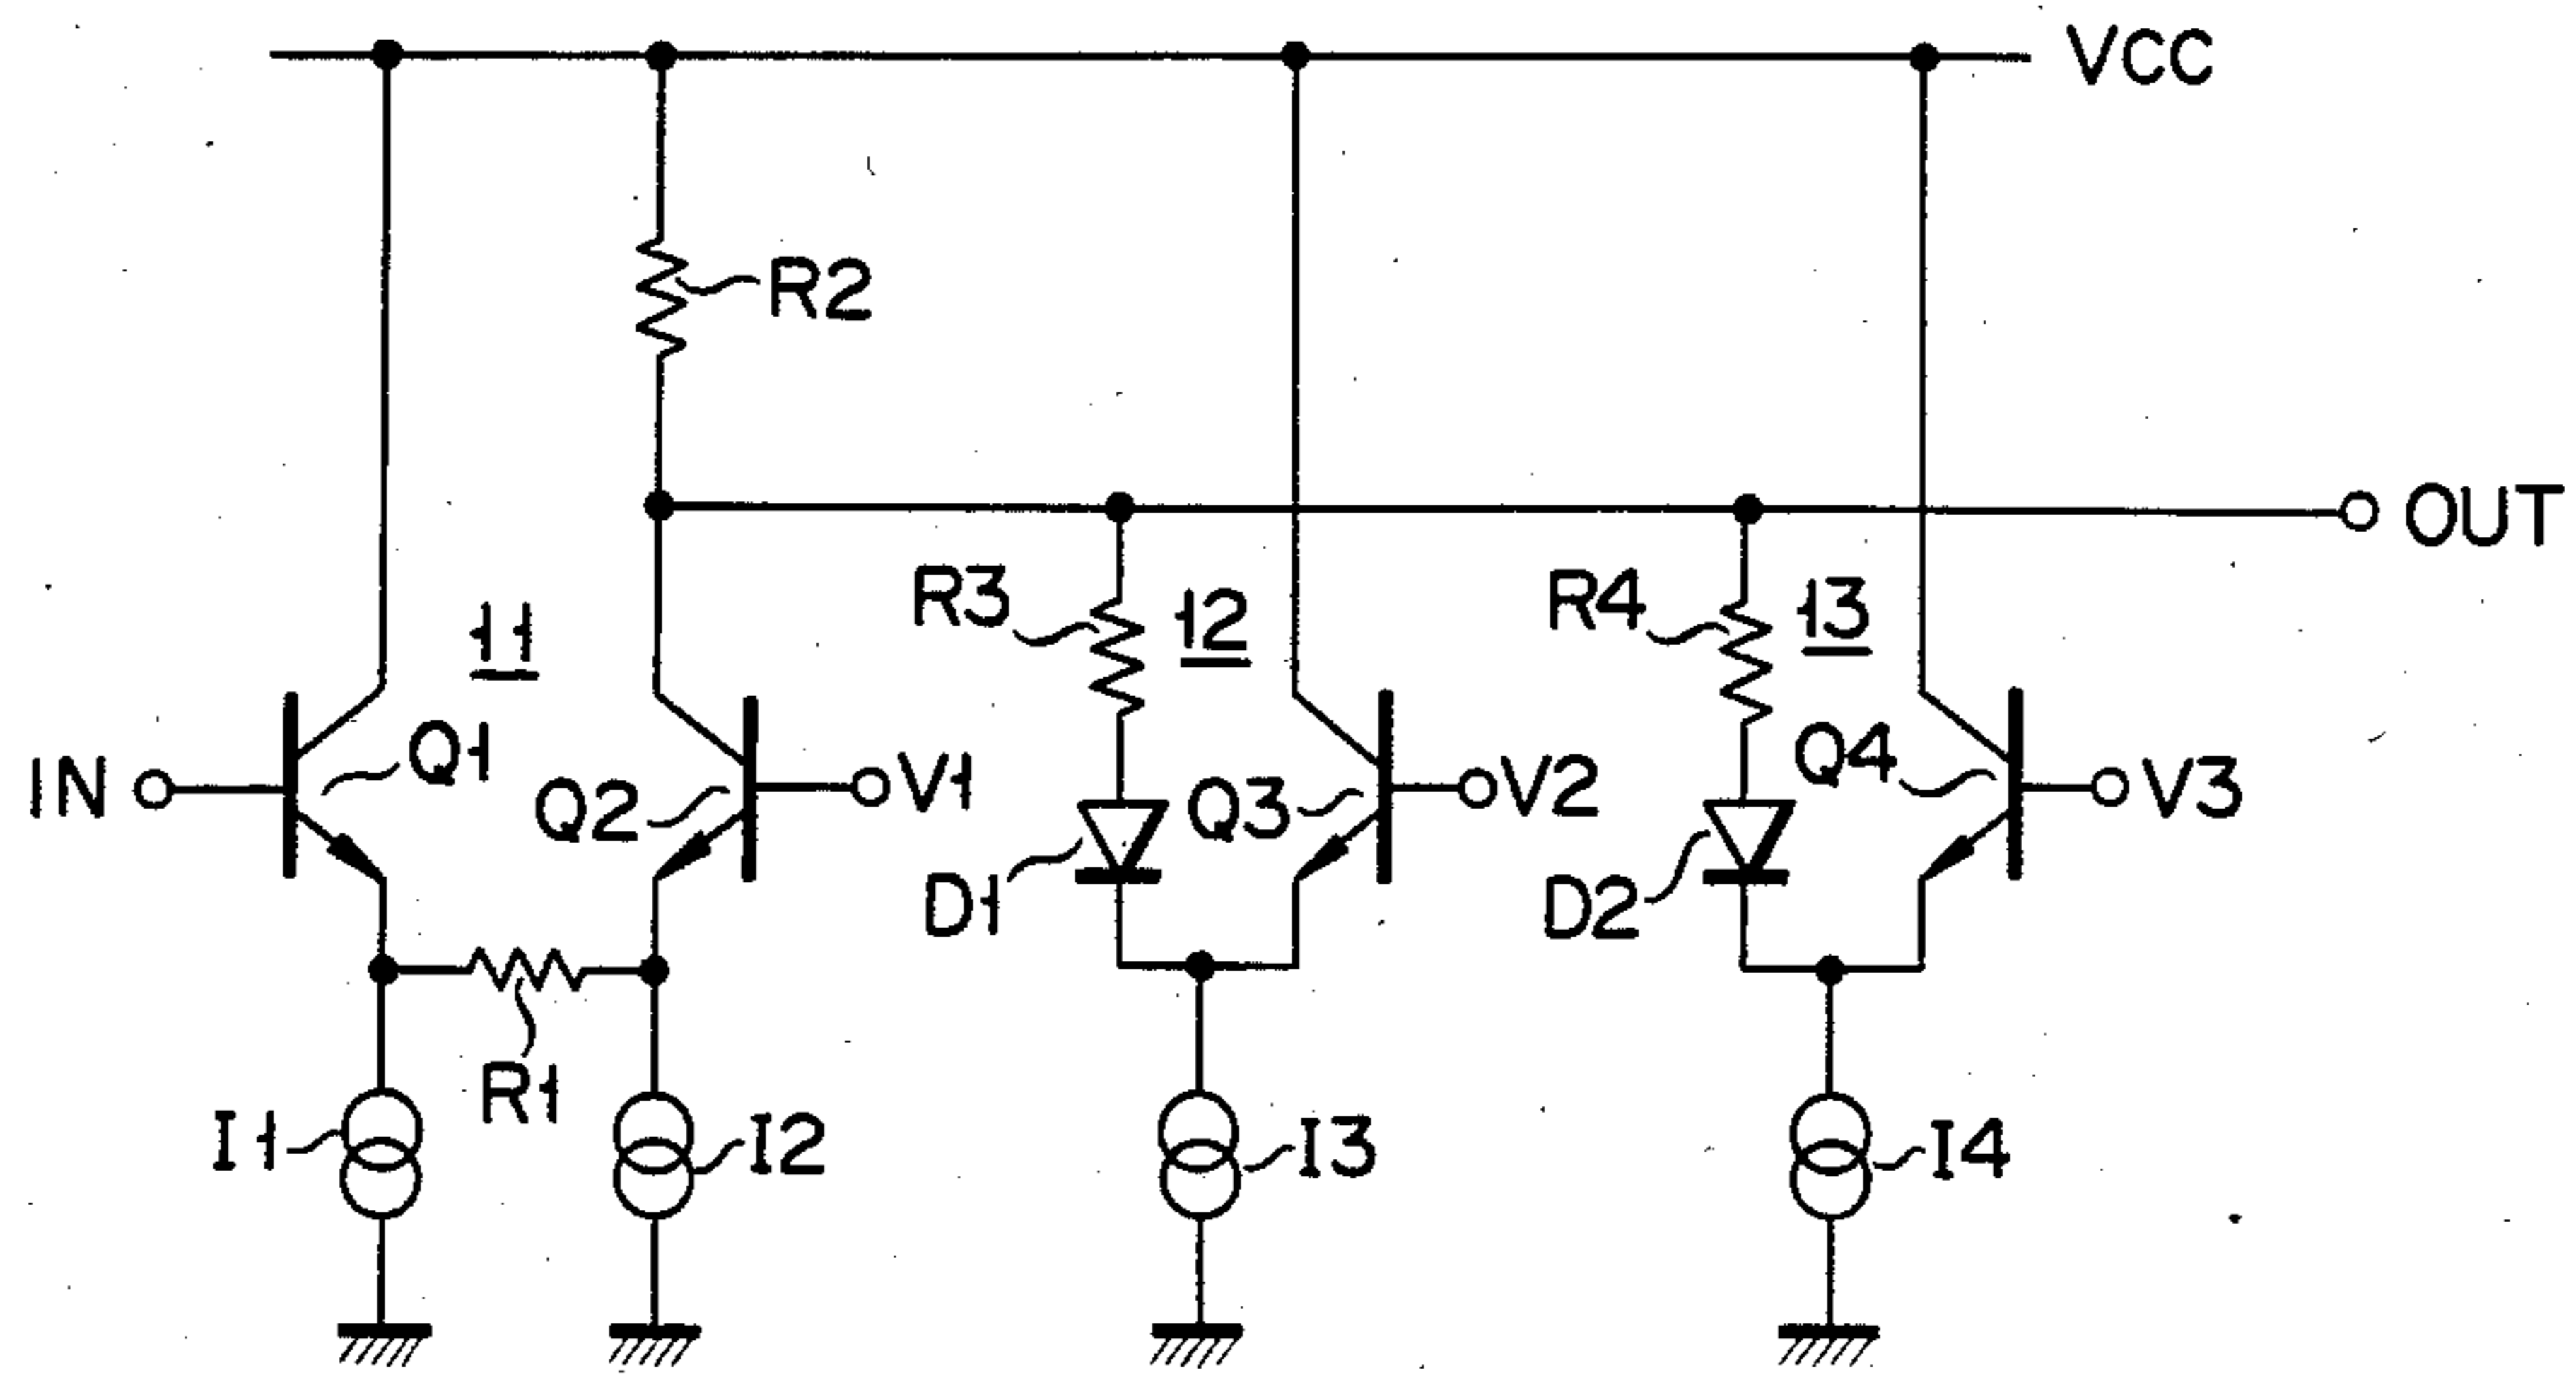 VCC
R2
OUT
R3
12
R4
13
11
IN
Q1
Q2
V1
Q3
V2
Q4
V3
D1
D2
R1
I1
I2
I3
I4